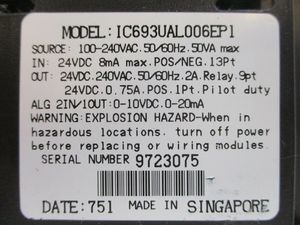 MODEL:IC693UAL006EP1
SOURCE: 100-240VAC.50/60Hz.50VA max
IN: 24VDC 8mA max.POS/NEG.13Pt
OUT: 24VDC.240VAC.50/60Hz.2A.Relay.9pt
24VDC.0.75A.POS.1Pt.Pilot duty
ALG 2IN/1OUT:0-10VDC.0-20mA
WARNING:EXPLOSION HAZARD-When in
hazardous locations. turn off power
before replacing or wiring modules.
SERIAL NUMBER 9723075
DATE:751 MADE IN SINGAPORE